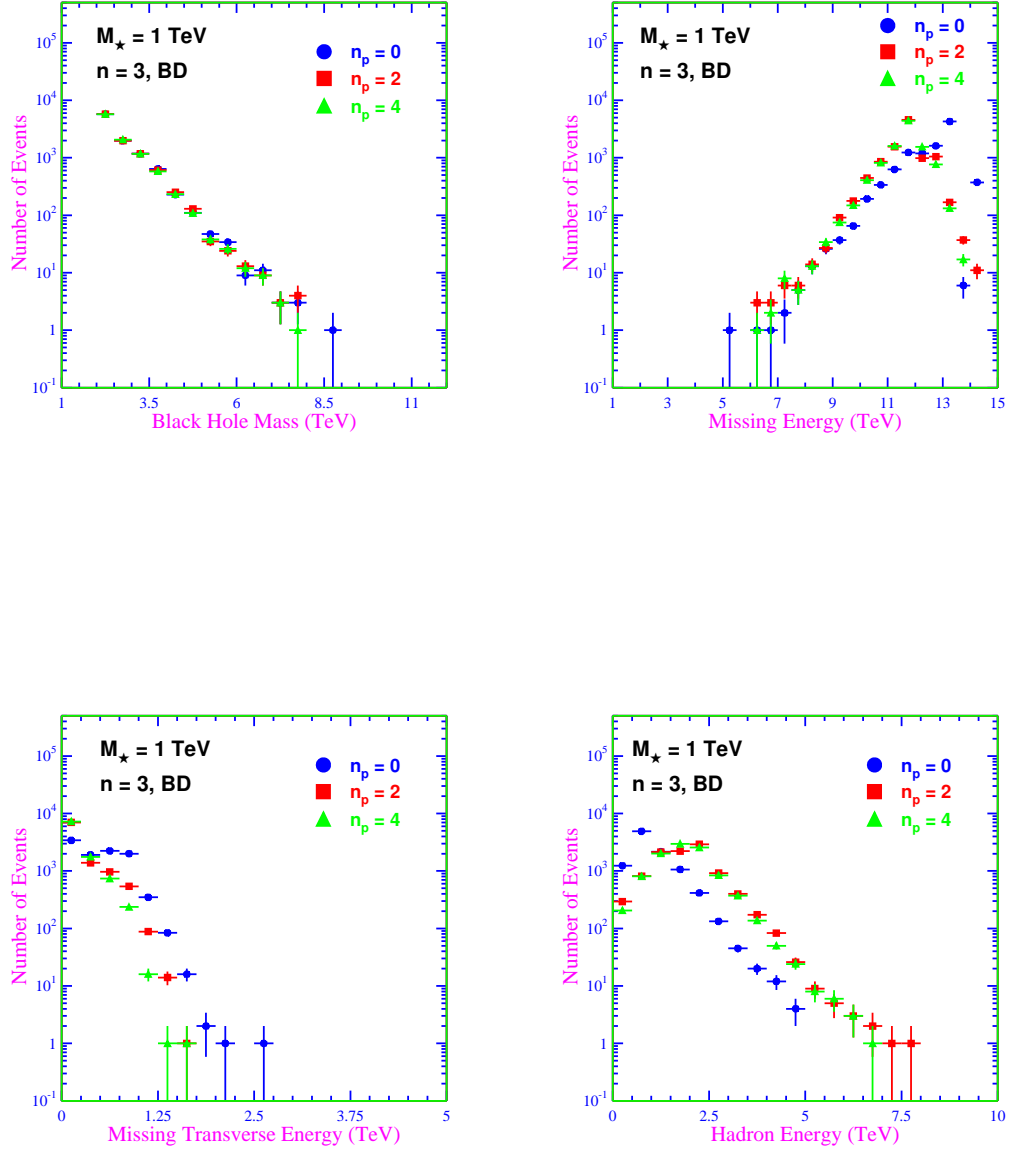 M★ = 1 TeV
n = 3, BD
n_p = 0
n_p = 2
n_p = 4
Number of Events
10^5
10^4
10^3
10^2
10
1
10^-1
1 3.5 6 8.5 11
Black Hole Mass (TeV)
M★ = 1 TeV
n = 3, BD
n_p = 0
n_p = 2
n_p = 4
Number of Events
10^5
10^4
10^3
10^2
10
1
10^-1
1 3 5 7 9 11 13 15
Missing Energy (TeV)
M★ = 1 TeV
n = 3, BD
n_p = 0
n_p = 2
n_p = 4
Number of Events
10^5
10^4
10^3
10^2
10
1
10^-1
0 1.25 2.5 3.75 5
Missing Transverse Energy (TeV)
M★ = 1 TeV
n = 3, BD
n_p = 0
n_p = 2
n_p = 4
Number of Events
10^5
10^4
10^3
10^2
10
1
10^-1
0 2.5 5 7.5 10
Hadron Energy (TeV)